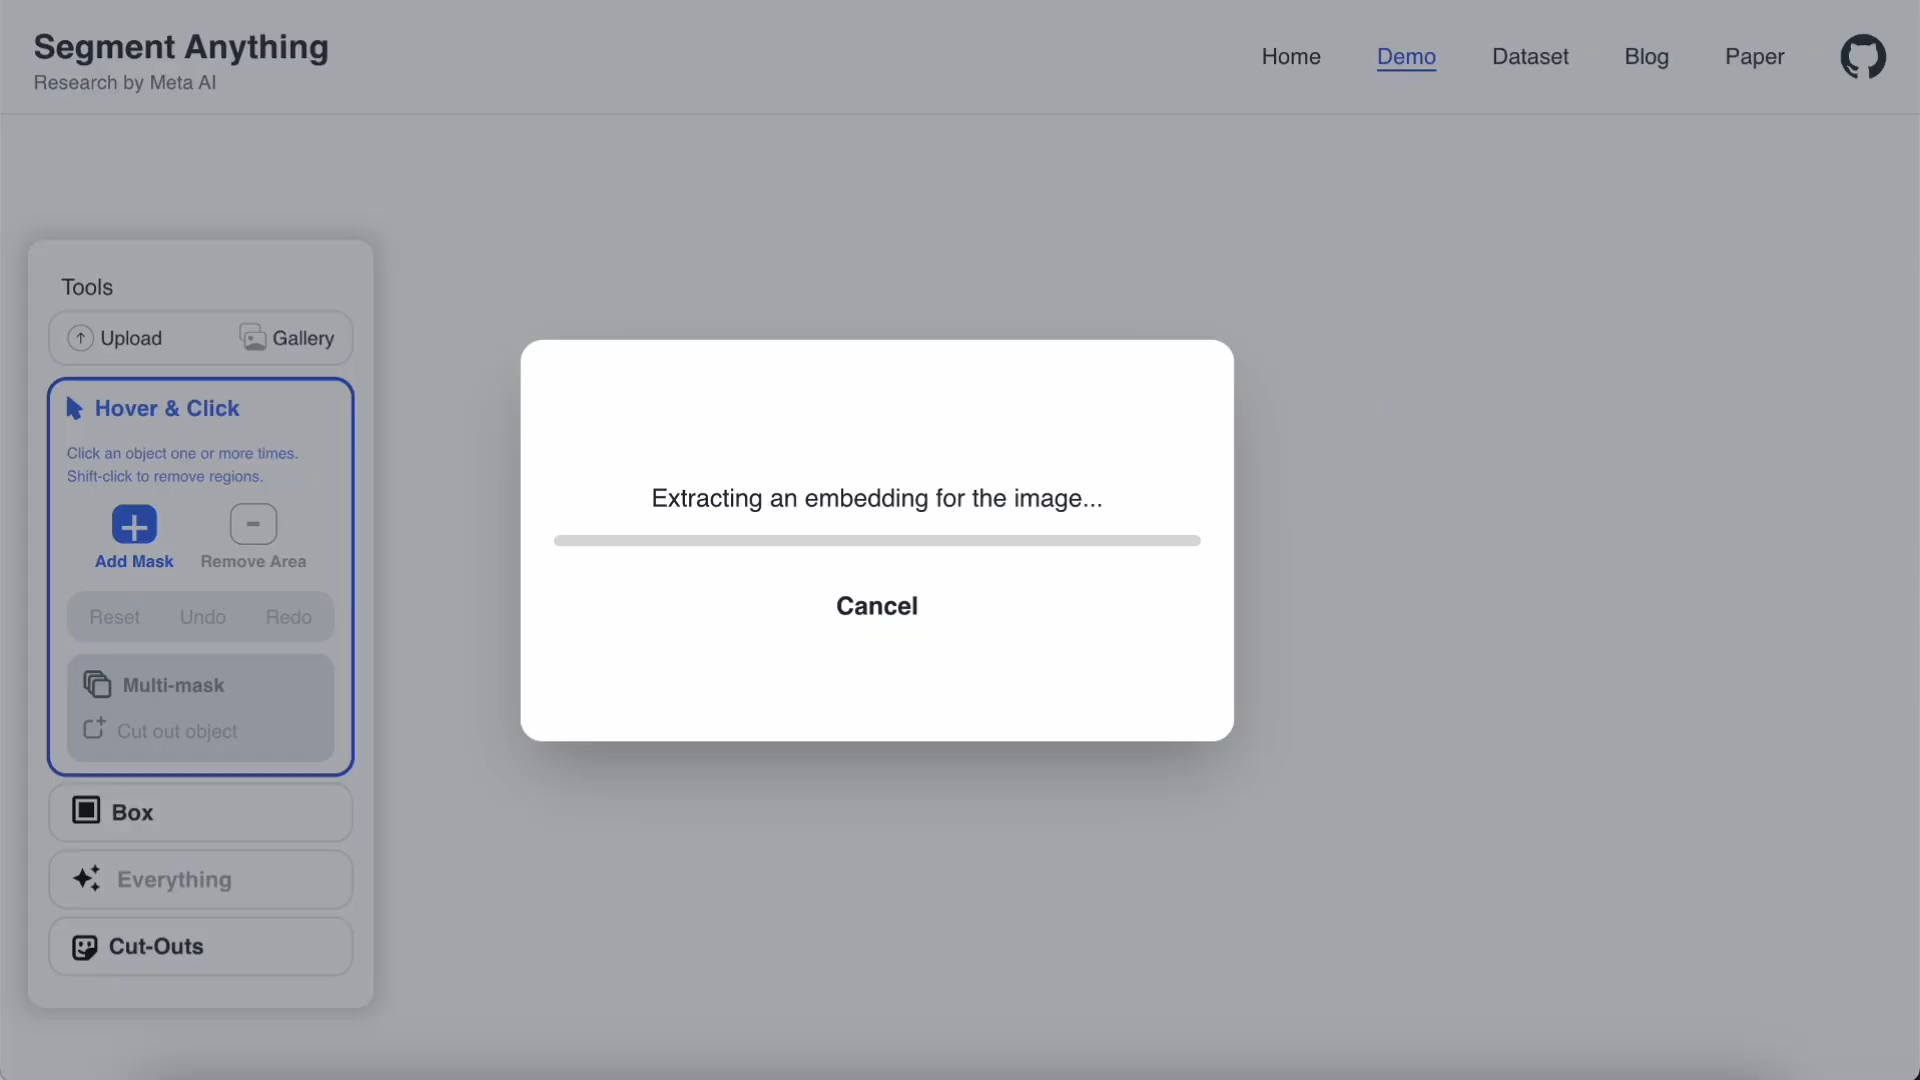 Segment Anything
Research by Meta AI
Home
Demo
Dataset
Blog
Paper
Tools
Upload
Gallery
Hover & Click
Click an object one or more times.
Shift-click to remove regions.
Add Mask
Remove Area
Reset
Undo
Redo
Multi-mask
Cut out object
Box
Everything
Cut-Outs
Extracting an embedding for the image...
Cancel